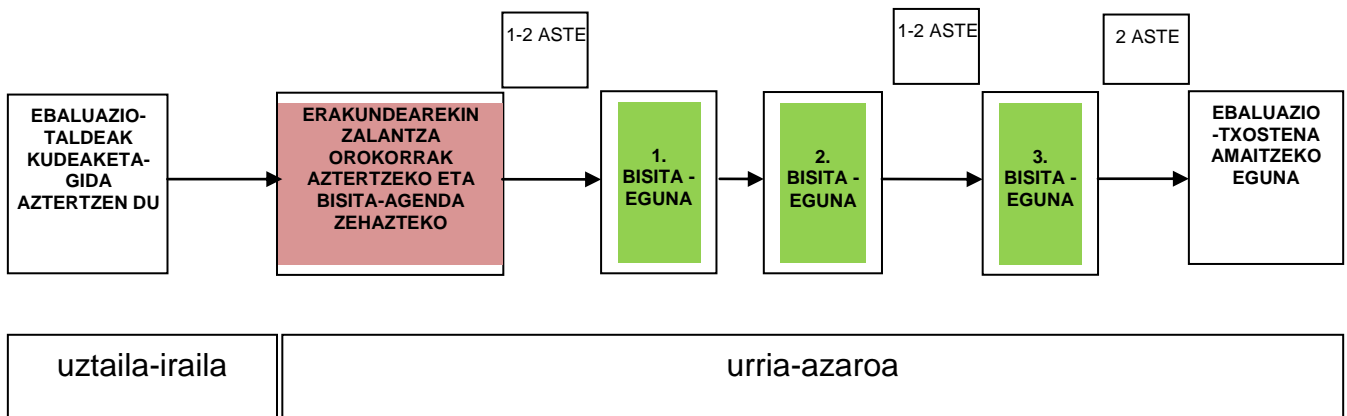 1-2 ASTE
1-2 ASTE
2 ASTE
EBALUAZIO-
TALDEAK
KUDEAKETA-
GIDA
AZTERTZEN DU
ERAKUNDEAREKIN
ZALANTZA
OROKORRAK
AZTERTZEKO ETA
BISITA-AGENDA
ZEHAZTEKO
1.
BISITA -
EGUNA
2.
BISITA -
EGUNA
3.
BISITA -
EGUNA
EBALUAZIO
-TXOSTENA
AMAITZEKO
EGUNA
uztaila-iraila
urria-azaroa